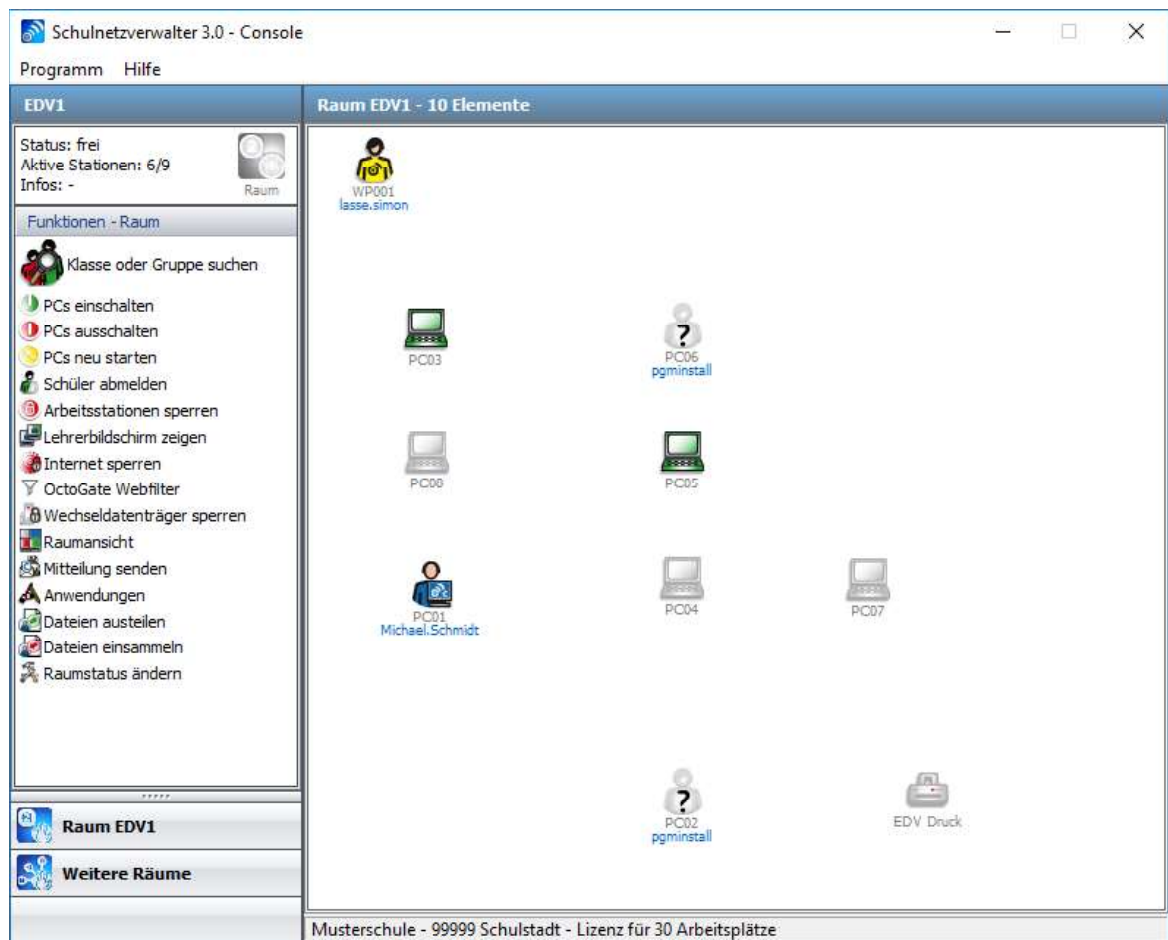 Schulnetzverwalter 3.0 - Console
Programm Hilfe
EDV1
Status: frei
Aktive Stationen: 6/9
Infos: -
Raum
Funktionen - Raum
Klasse oder Gruppe suchen
PCs einschalten
PCs ausschalten
PCs neu starten
Schüler abmelden
Arbeitsstationen sperren
Lehrerbildschirm zeigen
Internet sperren
OctoGate Webfilter
Wechseldatenträger sperren
Raumansicht
Mitteilung senden
Anwendungen
Dateien austeilen
Dateien einsammeln
Raumstatus ändern
Raum EDV1
Weitere Räume
Raum EDV1 - 10 Elemente
WP001
lasse.simon
PC03
?
PC06
pgminstall
PC00
PC05
PC01
Michael.Schmidt
PC04
PC07
?
PC02
pgminstall
EDV Druck
Musterschule - 99999 Schulstadt - Lizenz für 30 Arbeitsplätze